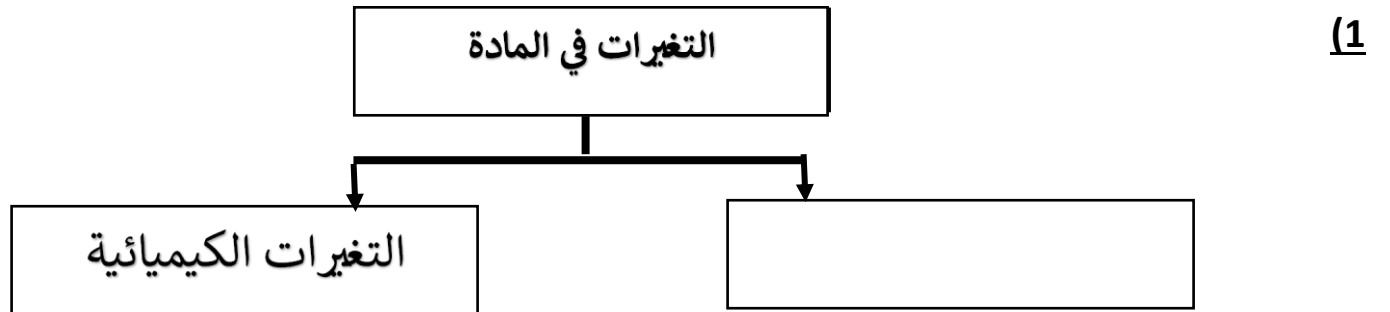 (1
التغيرات في المادة
التغيرات الكيميائية